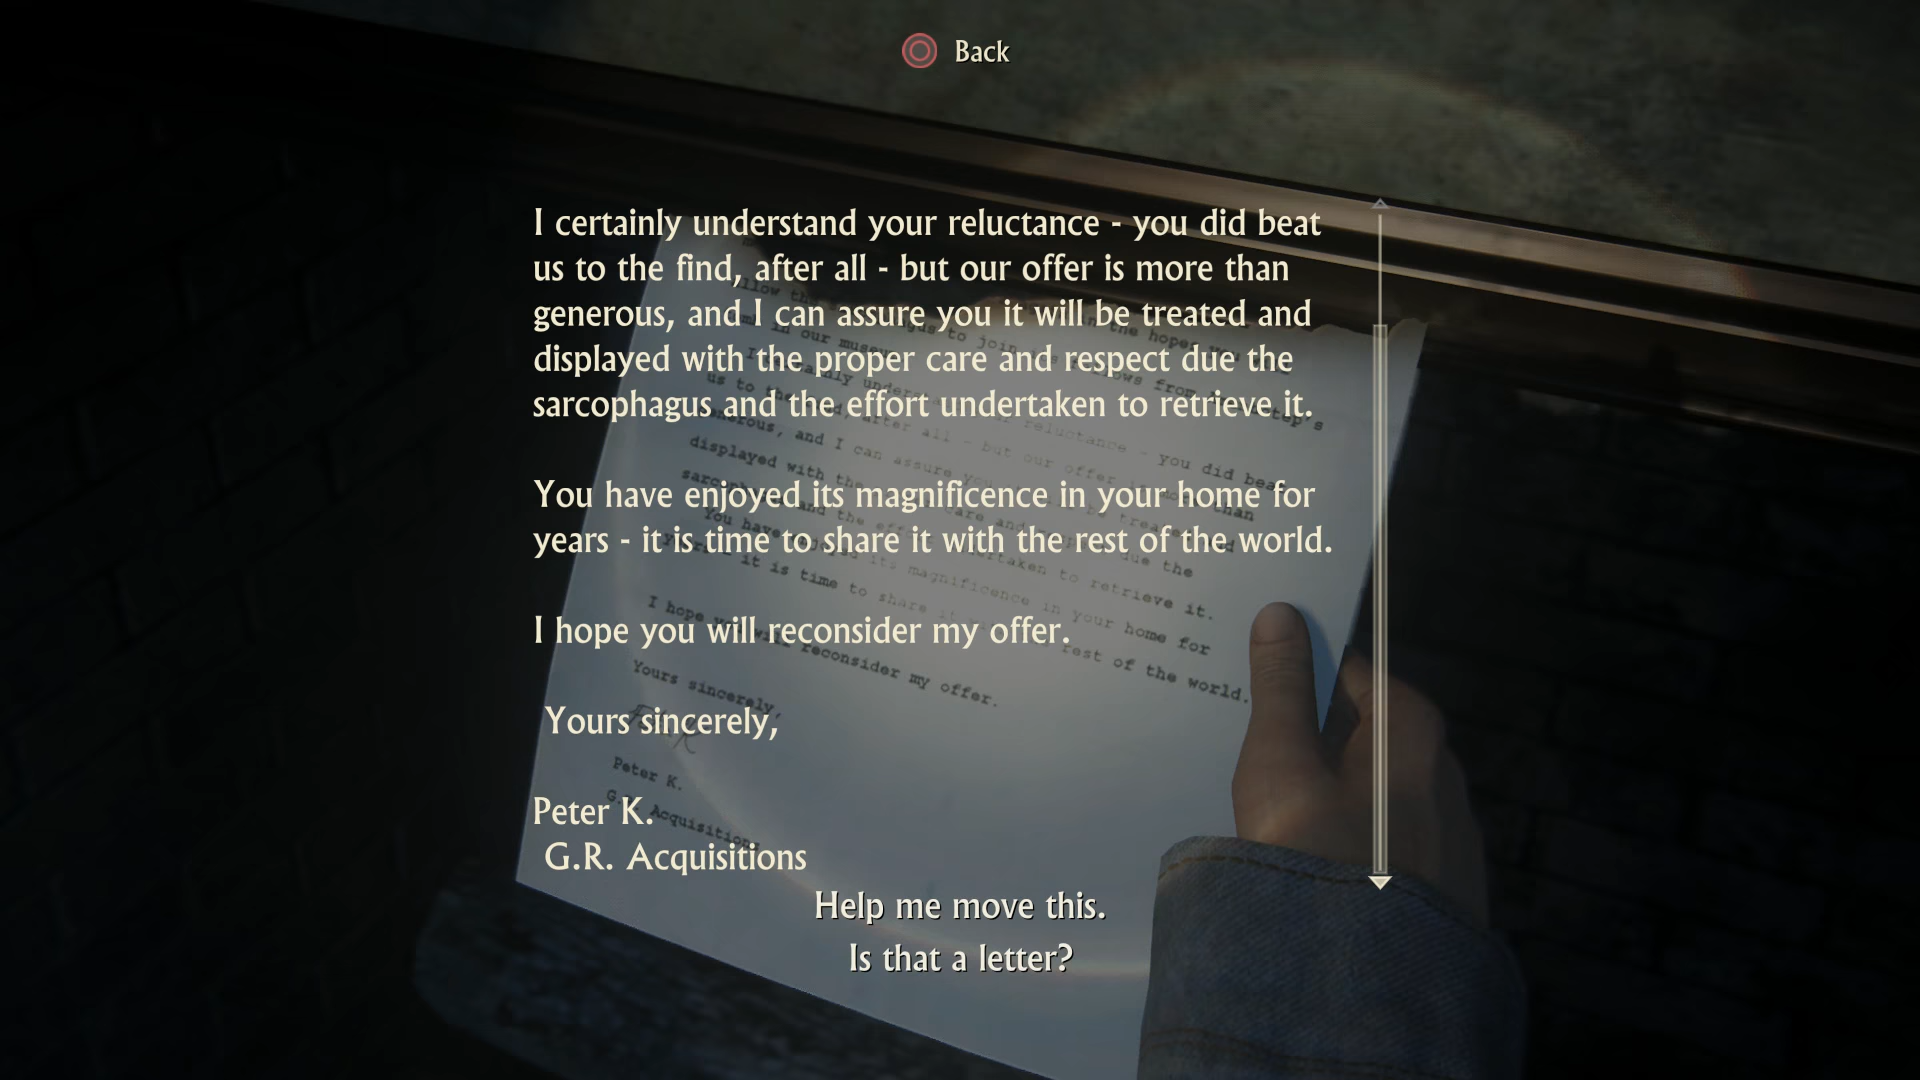 Back
I certainly understand your reluctance - you did beat
us to the find, after all - but our offer is more than
generous, and I can assure you it will be treated and
displayed with the proper care and respect due the
sarcophagus and the effort undertaken to retrieve it.
You have enjoyed its magnificence in your home for
years - it is time to share it with the rest of the world.
I hope you will reconsider my offer.
Yours sincerely,
Peter K.
G.R. Acquisitions
Help me move this.
Is that a letter?